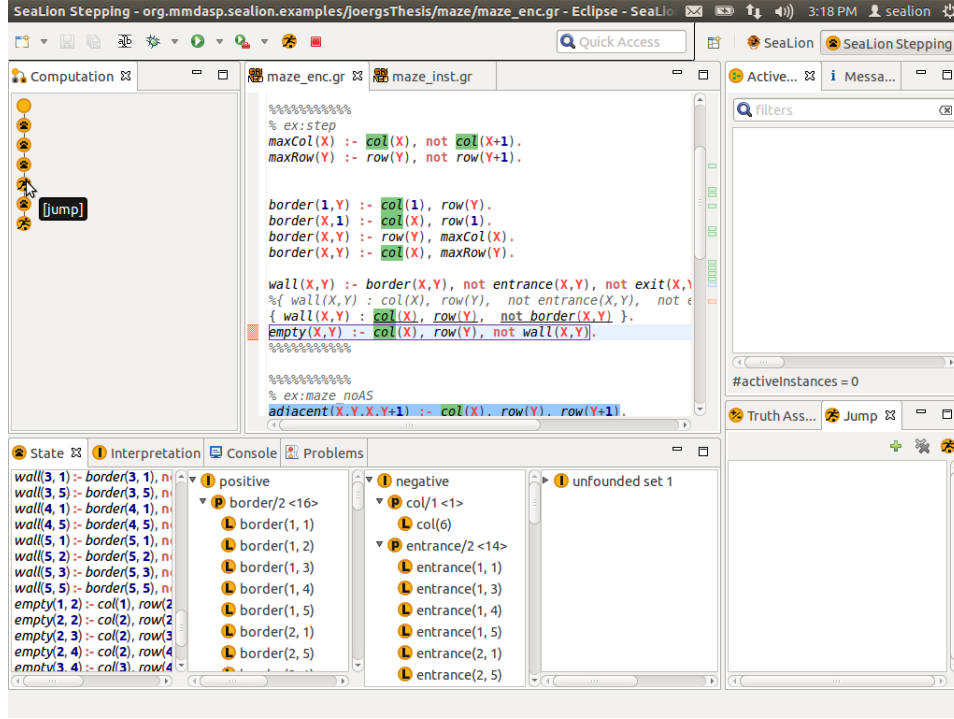 SeaLion Stepping - org.mmdasp.sealion.examples/JoergsThesis/maze/maze_enc.gr - Eclipse - SeaLio
3:18 PM sealion
Quick Access
SeaLion SeaLion Stepping
Computation
[jump]
maze_enc.gr maze_inst.gr
%%%%%%%%%%%
% ex:step
maxCol(X) :- col(X), not col(X+1).
maxRow(Y) :- row(Y), not row(Y+1).
border(1,Y) :- col(1), row(Y).
border(X,1) :- col(X), row(1).
border(X,Y) :- row(Y), maxCol(X).
border(X,Y) :- col(X), maxRow(Y).
wall(X,Y) :- border(X,Y), not entrance(X,Y), not exit(X,Y
%{ wall(X,Y) : col(X), row(Y),  not entrance(X,Y),  not e
{ wall(X,Y) : col(X), row(Y),  not border(X,Y) }.
empty(X,Y) :- col(X), row(Y), not wall(X,Y).
%%%%%%%%%%%
%%%%%%%%%%%
% ex:maze_noAS
adjacent(X,Y,X,Y+1) :- col(X), row(Y), row(Y+1).
Active... Messa...
filters
#activeInstances = 0
Truth Ass... Jump
State Interpretation Console Problems
wall(3, 1) :- border(3, 1), n
wall(3, 5) :- border(3, 5), n
wall(4, 1) :- border(4, 1), n
wall(4, 5) :- border(4, 5), n
wall(5, 1) :- border(5, 1), n
wall(5, 2) :- border(5, 2), n
wall(5, 3) :- border(5, 3), n
wall(5, 5) :- border(5, 5), n
empty(1, 2) :- col(1), row(2
empty(2, 2) :- col(2), row(2
empty(2, 3) :- col(2), row(3
empty(2, 4) :- col(2), row(4
empty(3, 4) :- col(3), row(4
positive
border/2 <16>
border(1, 1)
border(1, 2)
border(1, 3)
border(1, 4)
border(1, 5)
border(2, 1)
border(2, 5)
negative
col/1 <1>
col(6)
entrance/2 <14>
entrance(1, 1)
entrance(1, 3)
entrance(1, 4)
entrance(1, 5)
entrance(2, 1)
entrance(2, 5)
unfounded set 1